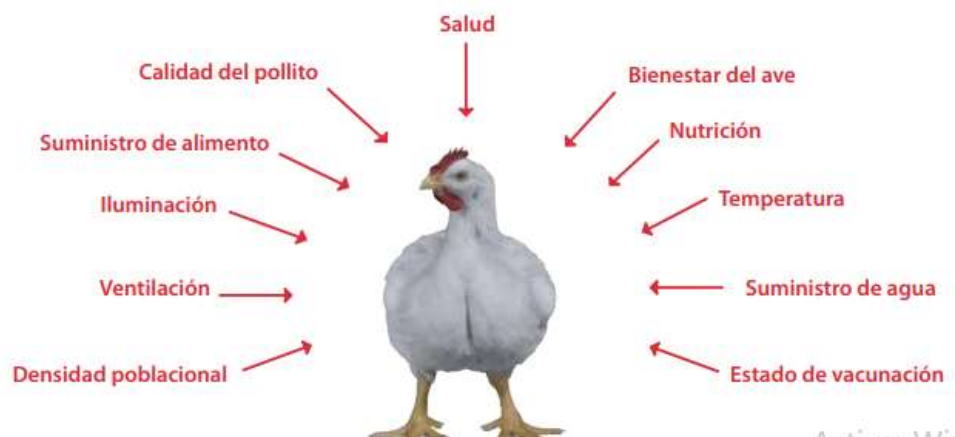 Salud
Calidad del pollito
Bienestar del ave
Suministro de alimento
Nutrición
Iluminación
Temperatura
Ventilación
Suministro de agua
Densidad poblacional
Estado de vacunación